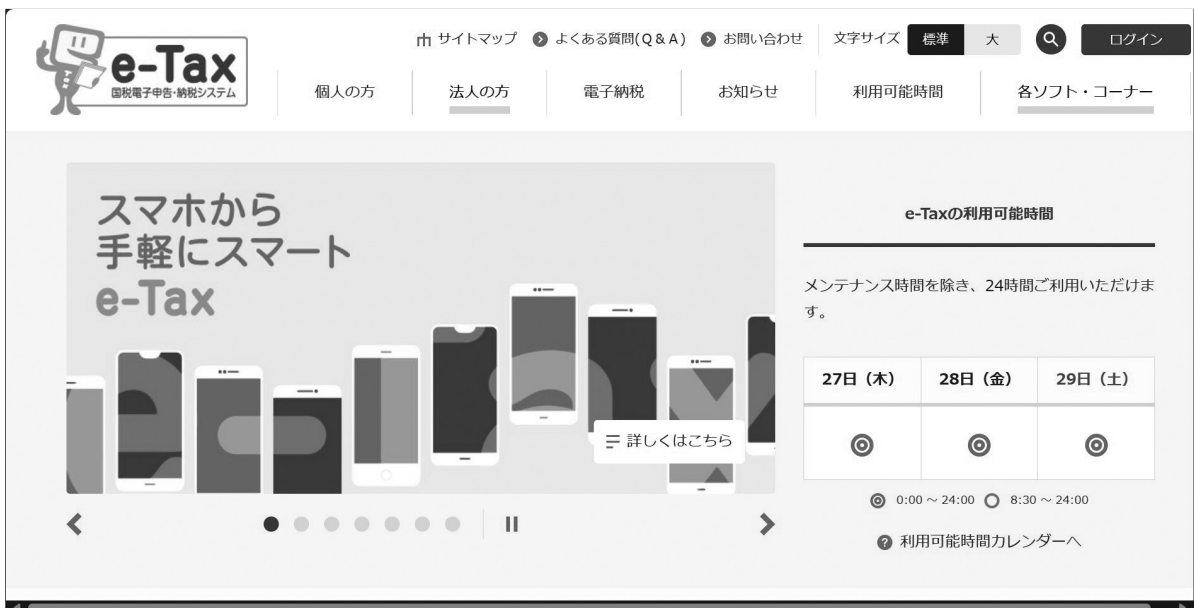 サイトマップ よくある質問(Q&A) お問い合わせ 文字サイズ 標準 大 ログイン
e-Tax
国税電子申告・納税システム
個人の方 法人の方 電子納税 お知らせ 利用可能時間 各ソフト・コーナー
スマホから
手軽にスマート
e-Tax
詳しくはこちら
e-Taxの利用可能時間
メンテナンス時間を除き、24時間ご利用いただけま
す。
27日（木） 28日（金） 29日（土）
◎ ◎ ◎
◎ 0:00 ～ 24:00 ○ 8:30 ～ 24:00
利用可能時間カレンダーへ